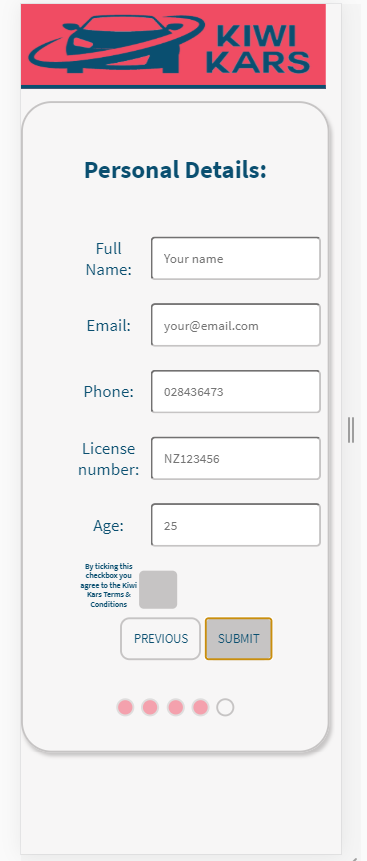 KIWI
KARS
Personal Details:
Full
Name:
Your name
Email:
your@email.com
Phone:
028436473
License
number:
NZ123456
Age:
25
By ticking this
checkbox you
agree to the Kiwi
Kars Terms &
Conditions
PREVIOUS
SUBMIT